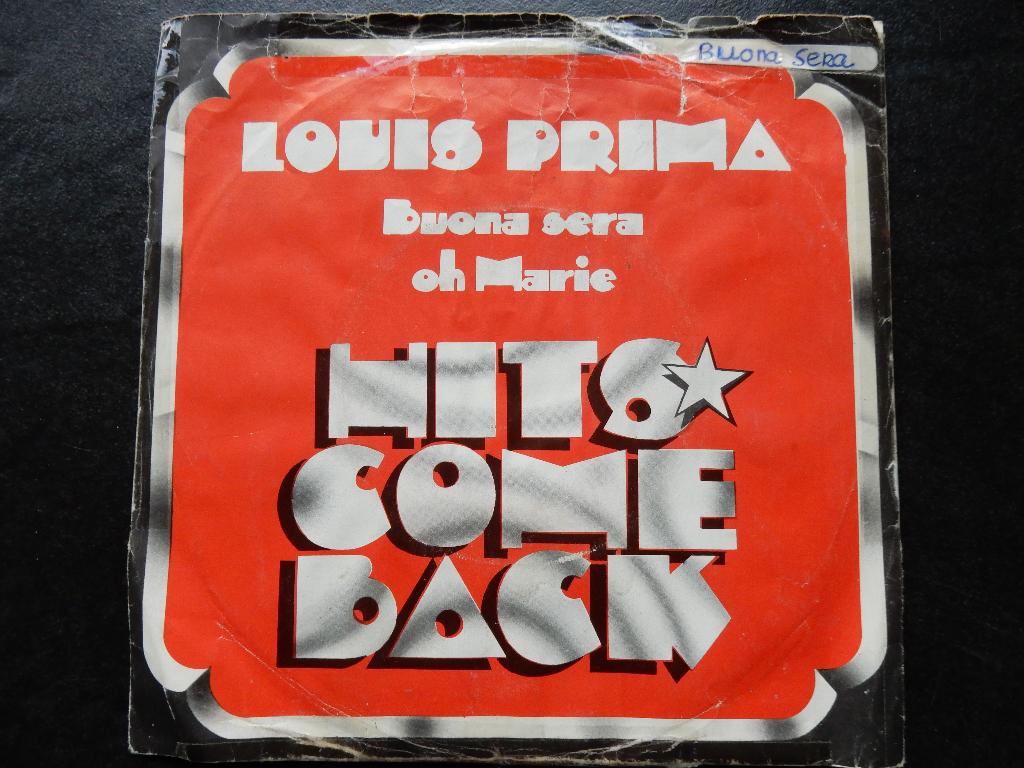 Buona sera
LOUIS PRIMA
Buona sera
oh Marie
HITS
COME
BACK